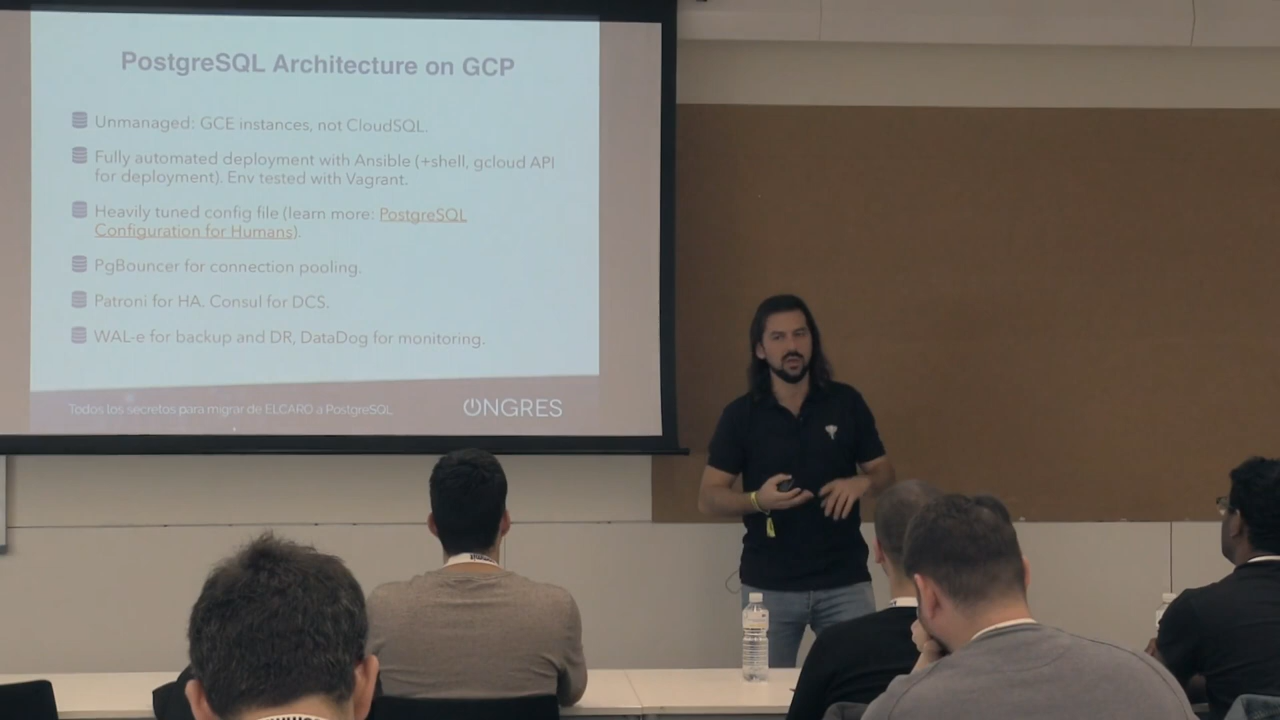 PostgreSQL Architecture on GCP
Unmanaged: GCE instances, not CloudSQL.
Fully automated deployment with Ansible (+shell, gcloud API
for deployment). Env tested with Vagrant.
Heavily tuned config file (learn more: PostgreSQL
Configuration for Humans).
PgBouncer for connection pooling.
Patroni for HA. Consul for DCS.
WAL-e for backup and DR, DataDog for monitoring.
Todos los secretos para migrar de ELCARO a PostgreSQL
ONGRES